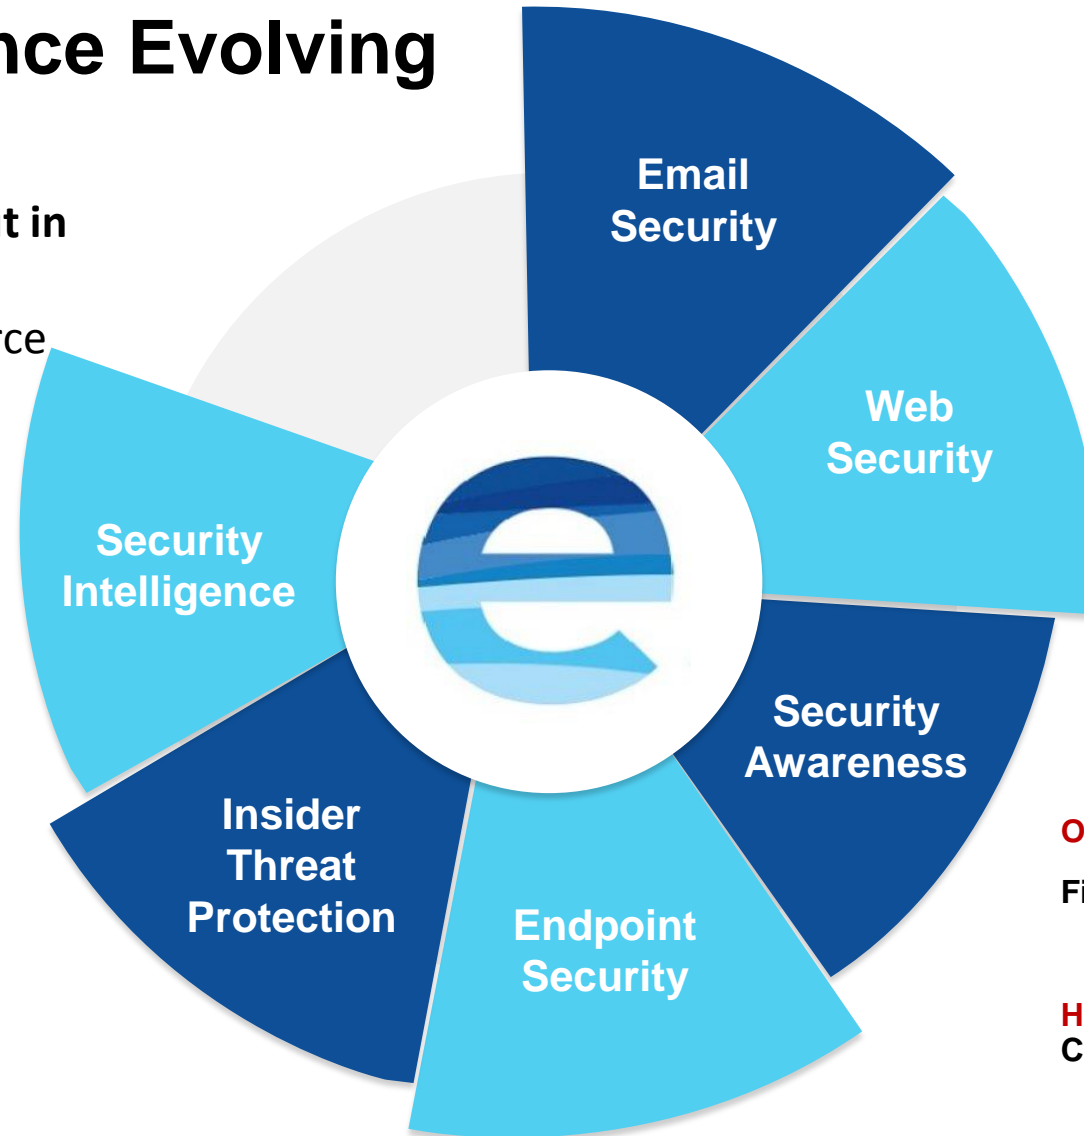 nce Evolving
t in
rce
Email
Security
Web
Security
Security
Intelligence
e
Security
Awareness
Insider
Threat
Protection
Endpoint
Security
O
Fi
H
C